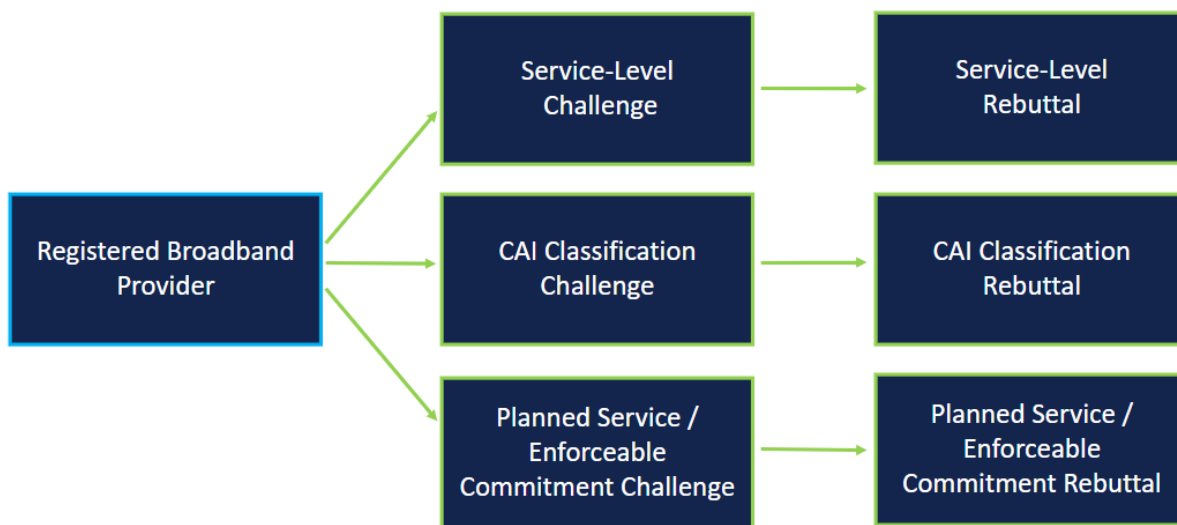 Service-Level
Challenge
Service-Level
Rebuttal
Registered Broadband
Provider
CAI Classification
Challenge
CAI Classification
Rebuttal
Planned Service /
Enforceable
Commitment Challenge
Planned Service /
Enforceable
Commitment Rebuttal